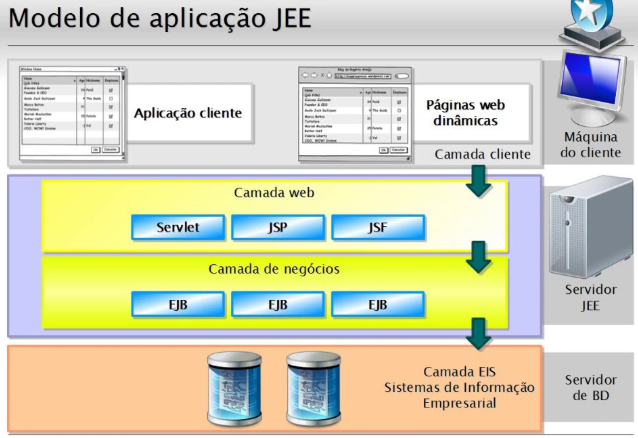 Modelo de aplicação JEE
Aplicação cliente
Páginas web
dinâmicas
Camada cliente
Máquina
do cliente
Camada web
Servlet
JSP
JSF
Camada de negócios
EJB
EJB
EJB
Servidor
JEE
Camada EIS
Sistemas de Informação
Empresarial
Servidor
de BD